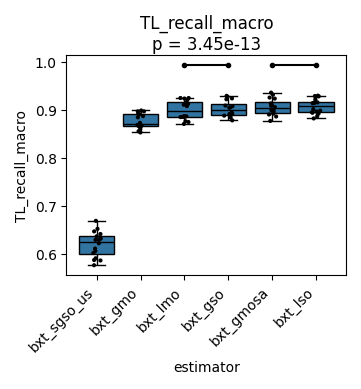 TL_recall_macro
p = 3.45e-13
TL_recall_macro
1.0
0.9
0.8
0.7
0.6
bxt_sgso_us
bxt_gmo
bxt_lmo
bxt_gso
bxt_gmosa
bxt_lso
estimator